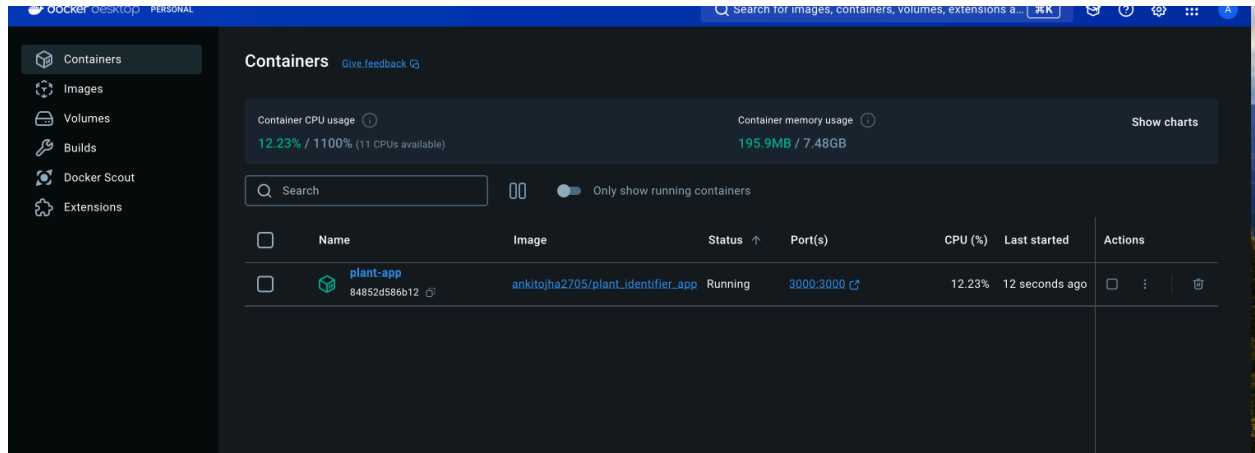 docker desktop PERSONAL
Search for images, containers, volumes, extensions a... ⌘K
A
Containers
Images
Volumes
Builds
Docker Scout
Extensions
Containers Give feedback
Container CPU usage
12.23% / 1100% (11 CPUs available)
Container memory usage
195.9MB / 7.48GB
Show charts
Search
Only show running containers
Name Image Status ↑ Port(s) CPU (%) Last started Actions
plant-app
84852d586b12
ankitojha2705/plant_identifier_app Running 3000:3000 12.23% 12 seconds ago